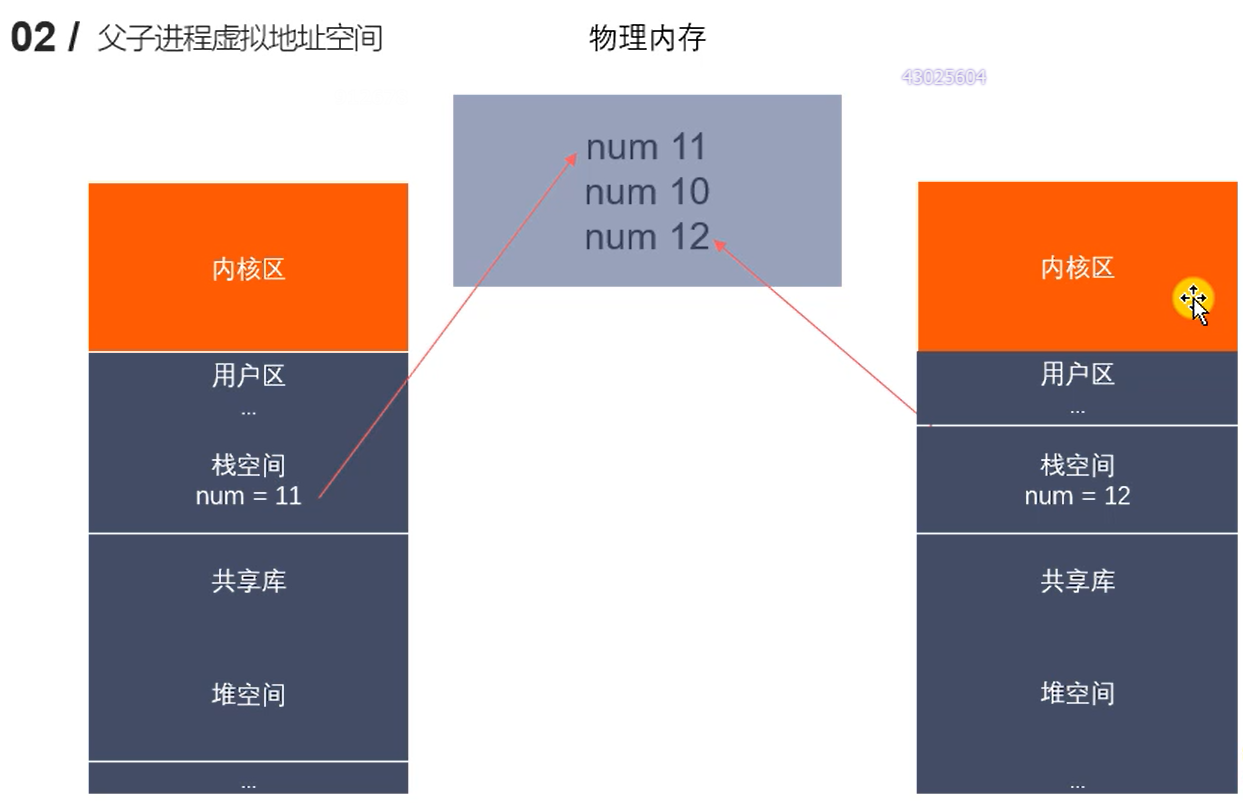 02 / 父子进程虚拟地址空间
物理内存
43025604
num 11
num 10
num 12
内核区
用户区
...
栈空间
num = 11
共享库
堆空间
...
内核区
用户区
...
栈空间
num = 12
共享库
堆空间
...